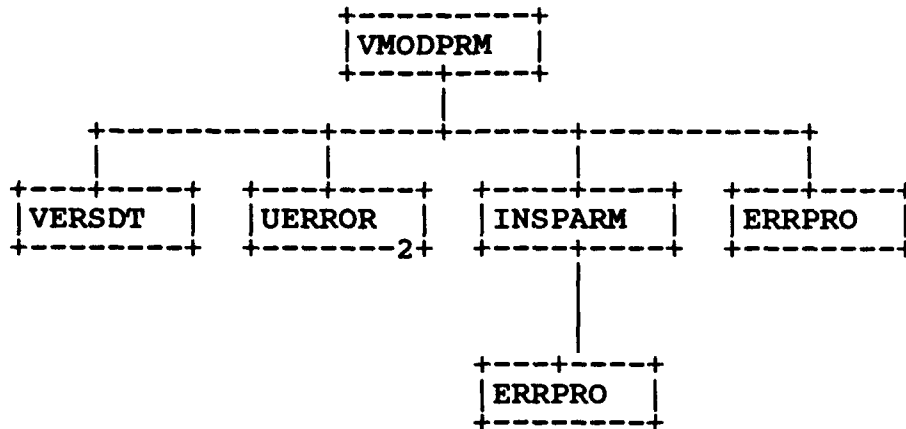 VMODPRM
VERSDT UERROR INSPARM ERRPRO
2
ERRPRO